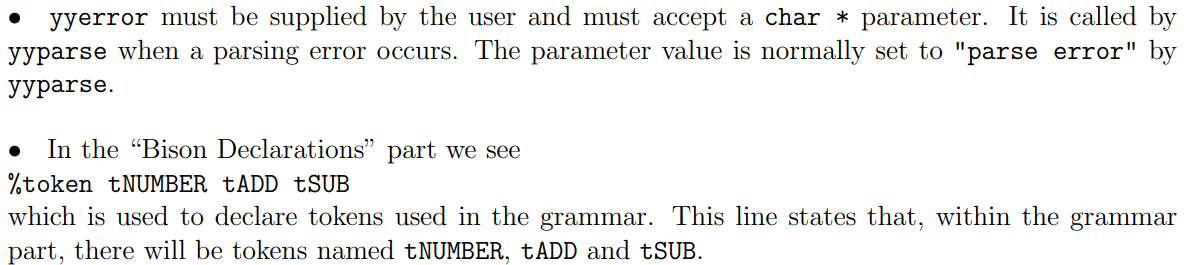 • yyerror must be supplied by the user and must accept a char * parameter. It is called by
yyparse when a parsing error occurs. The parameter value is normally set to "parse error" by
yyparse.
• In the “Bison Declarations” part we see
%token tNUMBER tADD tSUB
which is used to declare tokens used in the grammar. This line states that, within the grammar
part, there will be tokens named tNUMBER, tADD and tSUB.